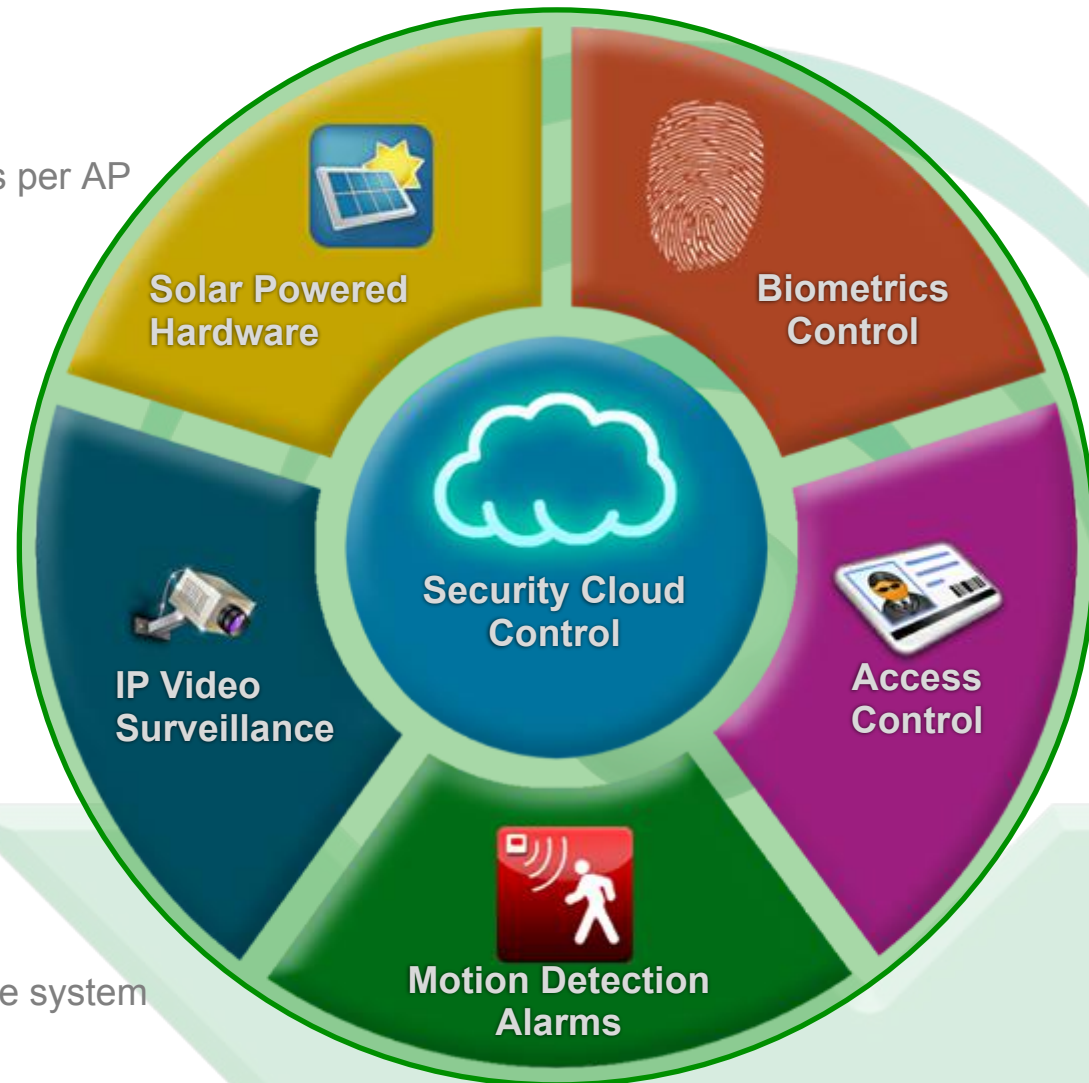 s per AP
Solar Powered
Hardware
Biometrics
Control
Security Cloud
Control
IP Video
Surveillance
Access
Control
Motion Detection
Alarms
e system